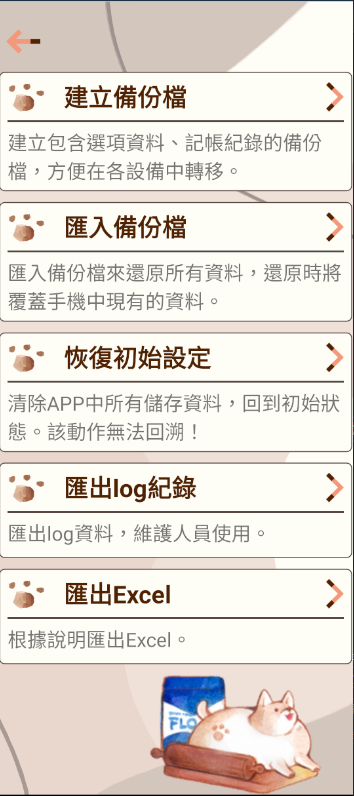 建立備份檔
建立包含選項資料、記帳紀錄的備份
檔，方便在各設備中轉移。
匯入備份檔
匯入備份檔來還原所有資料，還原時將
覆蓋手機中現有的資料。
恢復初始設定
清除APP中所有儲存資料，回到初始狀
態。該動作無法回溯！
匯出log紀錄
匯出log資料，維護人員使用。
匯出Excel
根據說明匯出Excel。
FLO